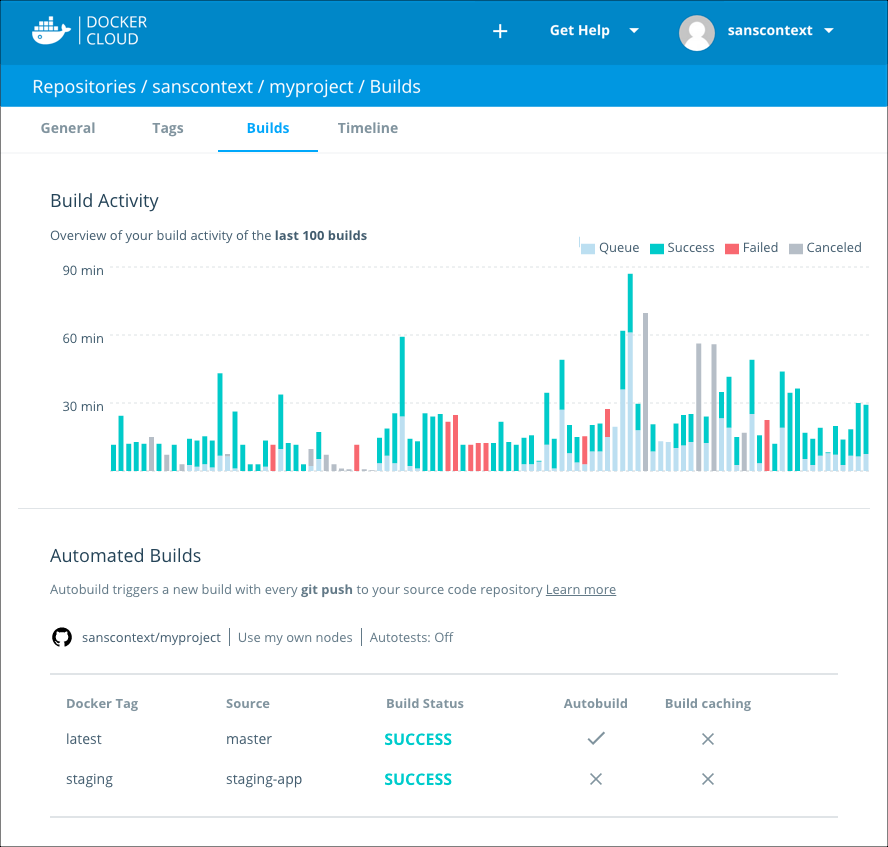 DOCKER
CLOUD
+ Get Help sanscontext
Repositories / sanscontext / myproject / Builds
General Tags Builds Timeline
Build Activity
Overview of your build activity of the last 100 builds
Queue Success Failed Canceled
90 min
60 min
30 min
Automated Builds
Autobuild triggers a new build with every git push to your source code repository Learn more
sanscontext/myproject | Use my own nodes | Autotests: Off
Docker Tag Source Build Status Autobuild Build caching
latest master SUCCESS
staging staging-app SUCCESS